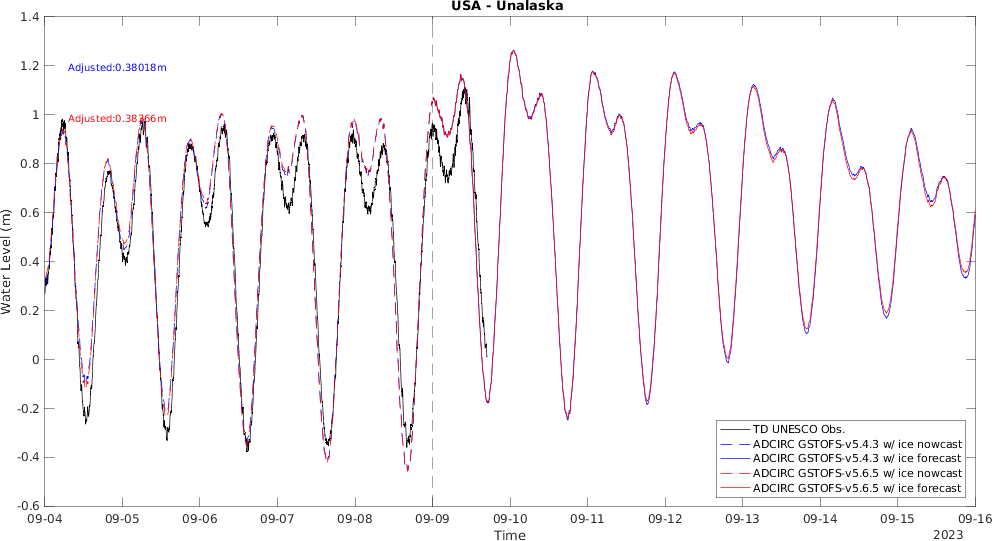 USA - Unalaska
1.4
1.2
1
0.8
0.6
0.4
0.2
0
-0.2
-0.4
-0.6
Water Level (m)
Adjusted:0.38018m
Adjusted:0.38366m
TD UNESCO Obs.
ADCIRC GSTOFS-v5.4.3 w/ ice nowcast
ADCIRC GSTOFS-v5.4.3 w/ ice forecast
ADCIRC GSTOFS-v5.6.5 w/ ice nowcast
ADCIRC GSTOFS-v5.6.5 w/ ice forecast
09-04 09-05 09-06 09-07 09-08 09-09 09-10 09-11 09-12 09-13 09-14 09-15 09-16
Time
2023